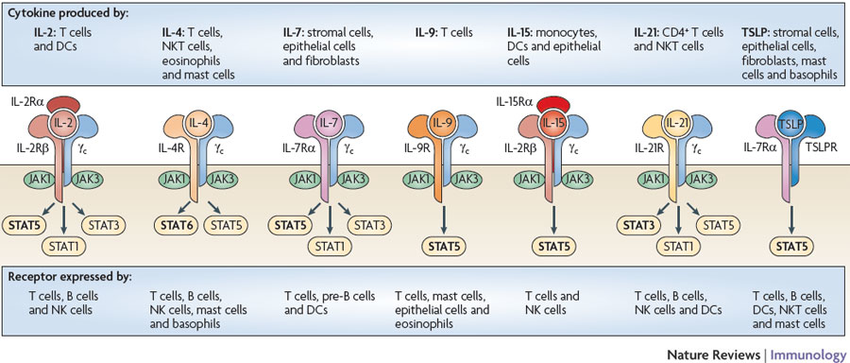 Cytokine produced by:
IL-2: T cells
and DCs
IL-4: T cells,
NKT cells,
eosinophils
and mast cells
IL-7: stromal cells,
epithelial cells
and fibroblasts
IL-9: T cells
IL-15: monocytes,
DCs and epithelial
cells
IL-21: CD4⁺ T cells
and NKT cells
TSLP: stromal cells,
epithelial cells,
fibroblasts, mast
cells and basophils
IL-2Rα
IL-2
IL-2Rβ
γc
JAK1
JAK3
STAT5
STAT1
STAT3
IL-4
IL-4R
γc
JAK1
JAK3
STAT6
STAT5
IL-7
IL-7Rα
γc
JAK1
JAK3
STAT5
STAT1
STAT3
IL-9
IL-9R
γc
JAK1
JAK3
STAT5
IL-15Rα
IL-15
IL-2Rβ
γc
JAK1
JAK3
STAT5
IL-21
IL-21R
γc
JAK1
JAK3
STAT3
STAT5
STAT1
TSLP
IL-7Rα
TSLPR
STAT5
Receptor expressed by:
T cells, B cells
and NK cells
T cells, B cells,
NK cells, mast cells
and basophils
T cells, pre-B cells
and DCs
T cells, mast cells,
epithelial cells and
eosinophils
T cells and
NK cells
T cells, B cells,
NK cells and DCs
T cells, B cells,
DCs, NKT cells
and mast cells
Nature Reviews | Immunology